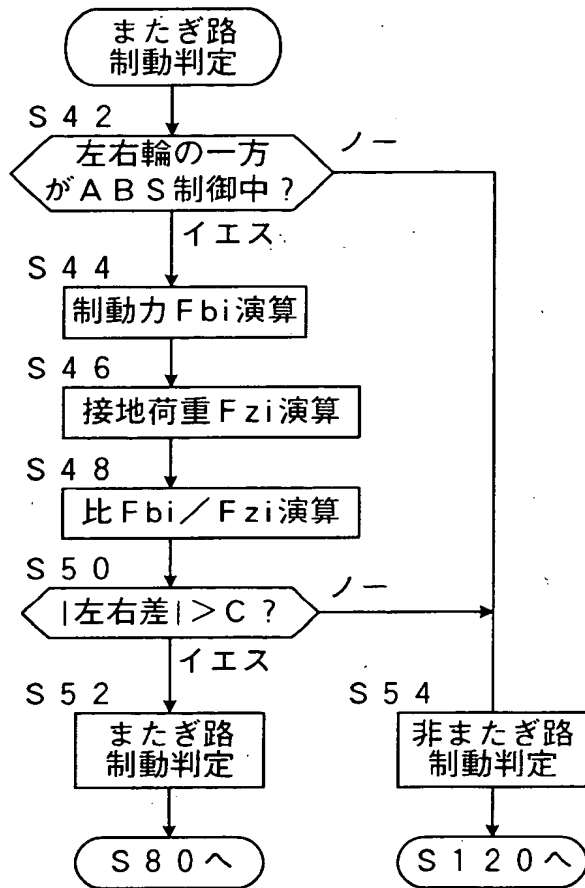 またぎ路
制動判定
S42
左右輪の一方
がABS制御中?
ノー
イエス
S44
制動力Fbi演算
S46
接地荷重Fzi演算
S48
比Fbi/Fzi演算
S50
|左右差|>C?
ノー
イエス
S52
またぎ路
制動判定
S54
非またぎ路
制動判定
S80へ
S120へ